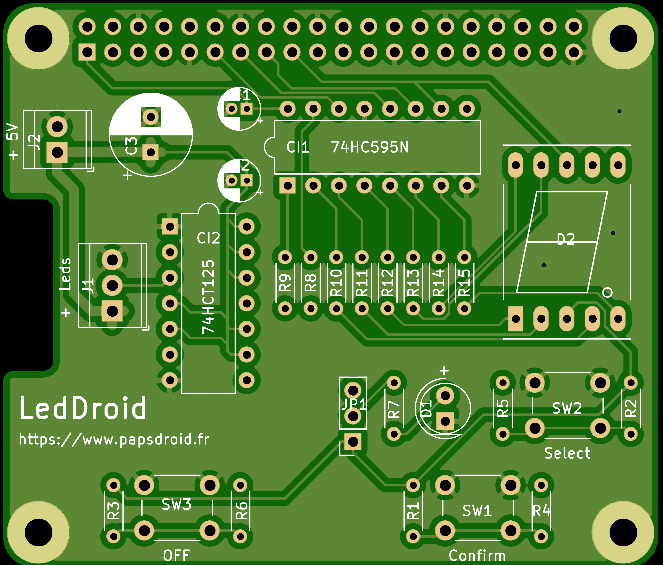 1
+ 5V
J2
C3
CI1 74HC595N
2
CI2
74HCT125
D2
Leds
+
J1
R9
R8
R10
R11
R12
R13
R14
R15
LedDroid
https://www.papsdroid.fr
JP1
R7
D1
+
R5
SW2
R2
Select
R3
SW3
R6
OFF
R1
SW1
R4
Confirm